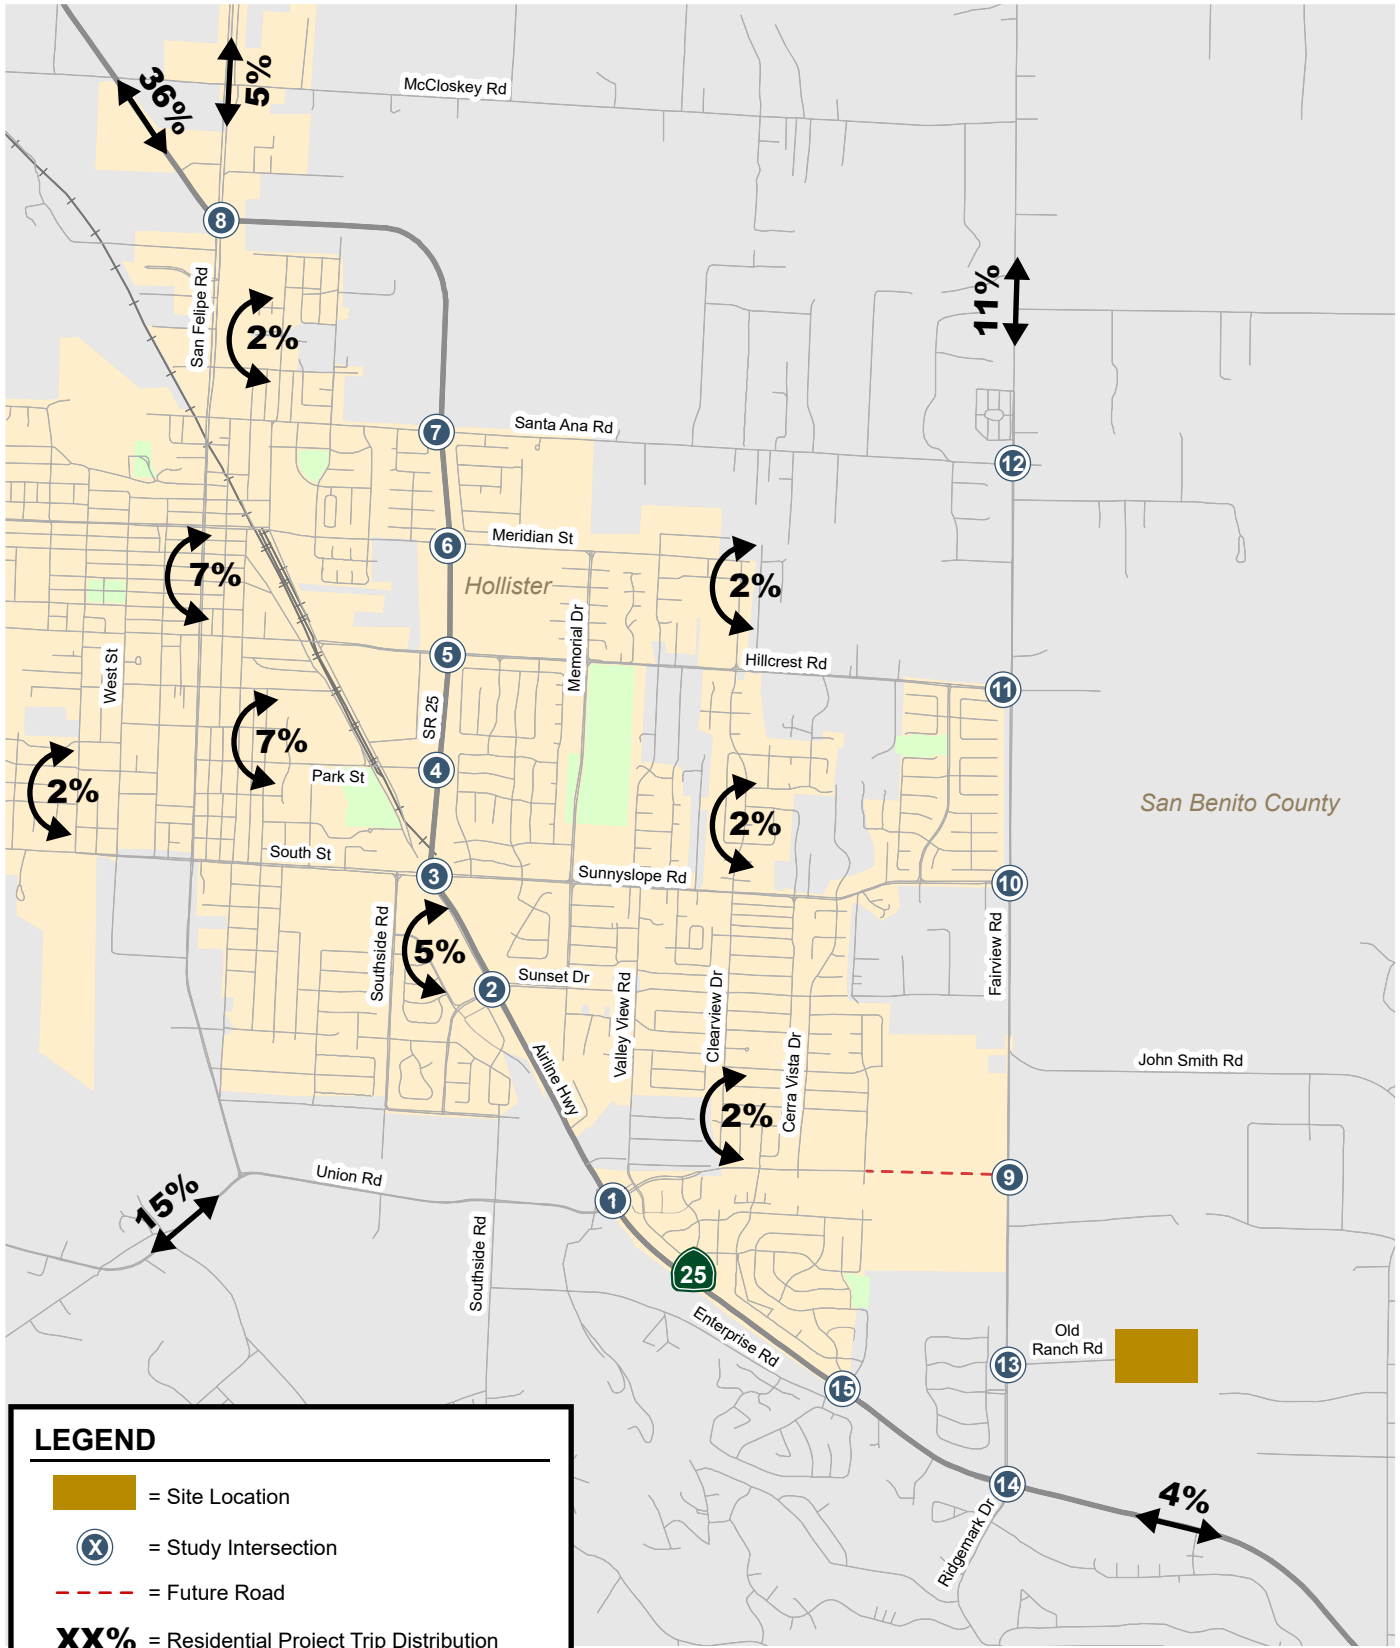 36%
5%
McCloskey Rd
8
San Felipe Rd
2%
11%
7
Santa Ana Rd
12
6
Meridian St
Hollister
7%
2%
Memorial Dr
5
Hillcrest Rd
West St
11
SR 25
7%
Park St
4
2%
2%
San Benito County
South St
3
Sunnyslope Rd
10
Southside Rd
5%
Fairview Rd
2
Sunset Dr
Valley View Rd
Clearview Dr
Cerra Vista Dr
Airline Hwy
John Smith Rd
2%
15%
Union Rd
9
1
Southside Rd
25
Enterprise Rd
Old
Ranch Rd
13
15
14
4%
Ridgemark Dr
LEGEND
= Site Location
X
= Study Intersection
= Future Road
XX% = Residential Project Trip Distribution